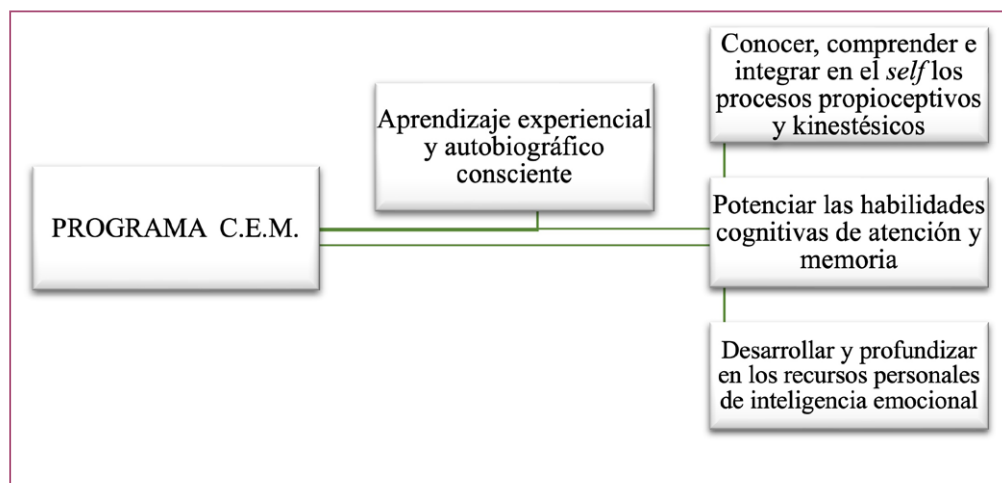 PROGRAMA C.E.M.
Aprendizaje experiencial
y autobiográfico
consciente
Conocer, comprender e
integrar en el self los
procesos propioceptivos
y kinestésicos
Potenciar las habilidades
cognitivas de atención y
memoria
Desarrollar y profundizar
en los recursos personales
de inteligencia emocional